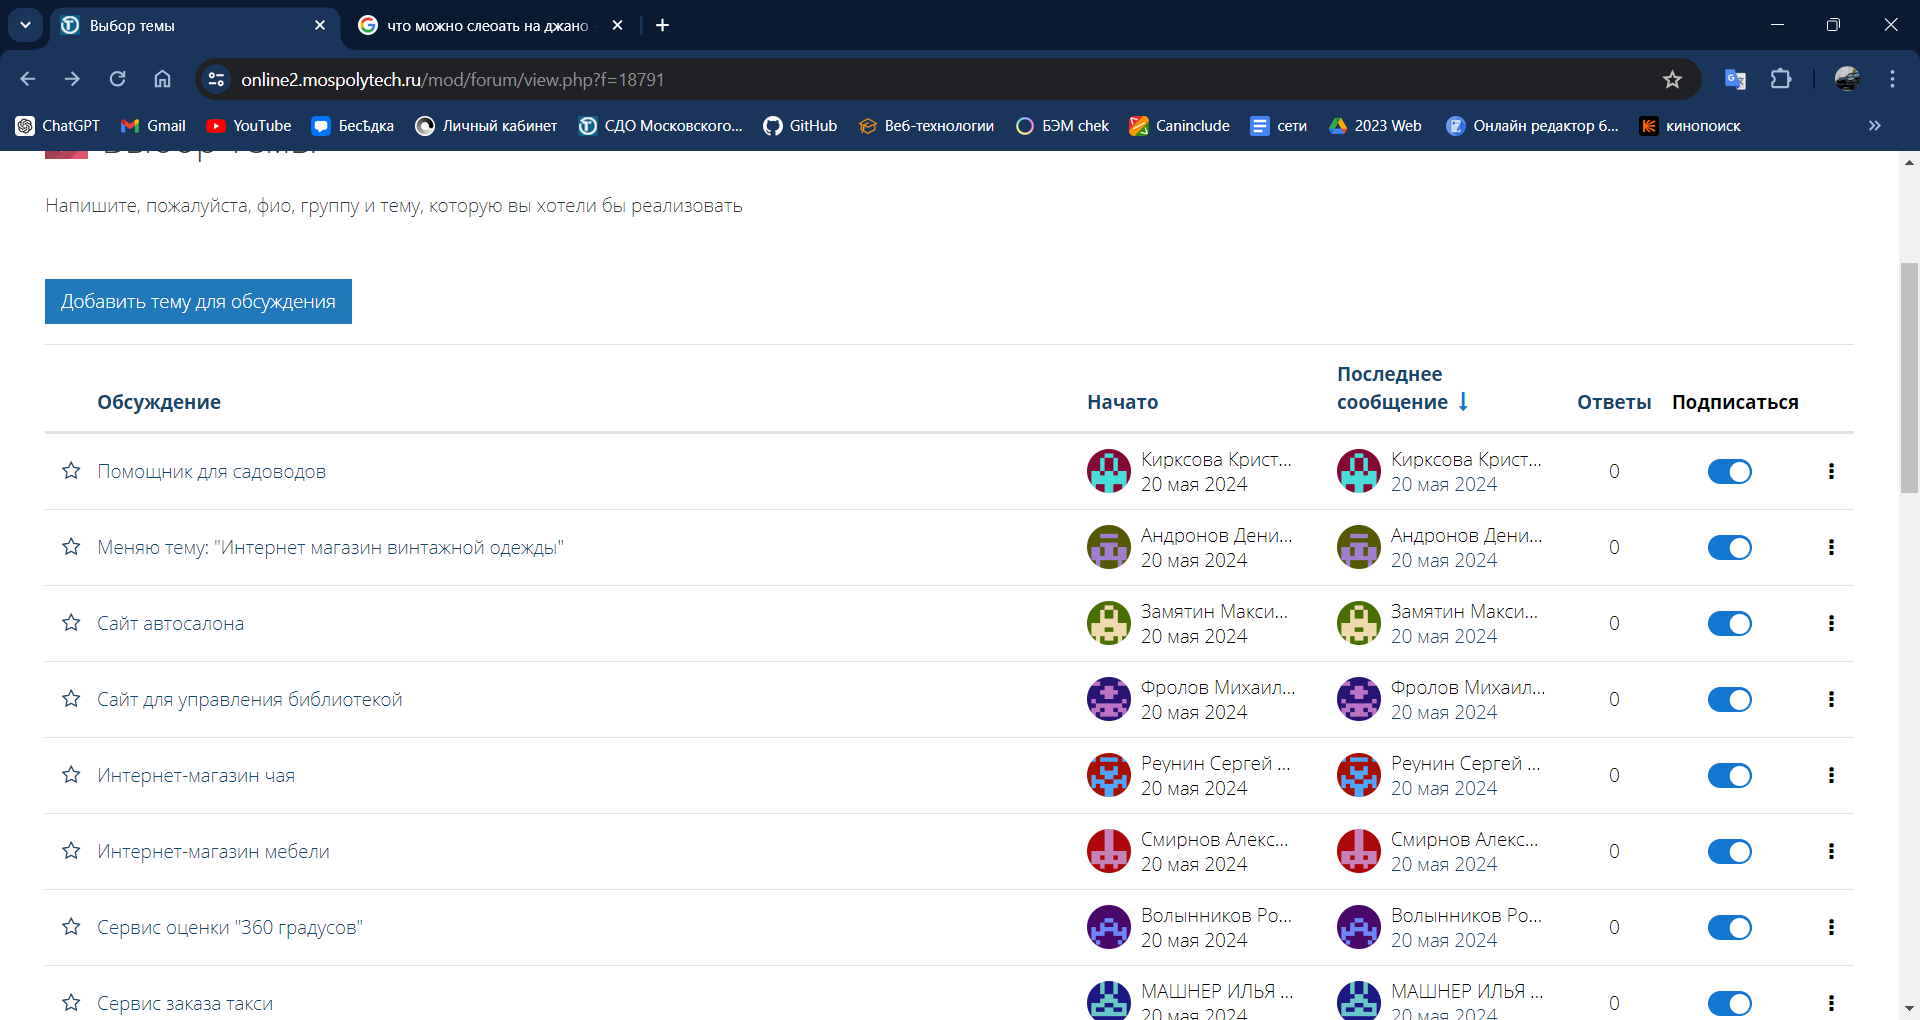 Выбор темы
что можно слеоать на джано
online2.mospolytech.ru/mod/forum/view.php?f=18791
ChatGPT
Gmail
YouTube
Бесѣдка
Личный кабинет
СДО Московского...
GitHub
Веб-технологии
БЭМ chek
Caninclude
сети
2023 Web
Онлайн редактор б...
кинопоиск
Выбор темы
Напишите, пожалуйста, фио, группу и тему, которую вы хотели бы реализовать
Добавить тему для обсуждения
Обсуждение
Начато
Последнее
сообщение ↓
Ответы
Подписаться
Помощник для садоводов
Кирксова Крист...
20 мая 2024
Кирксова Крист...
20 мая 2024
0
Меняю тему: "Интернет магазин винтажной одежды"
Андронов Дени...
20 мая 2024
Андронов Дени...
20 мая 2024
0
Сайт автосалона
Замятин Макси...
20 мая 2024
Замятин Макси...
20 мая 2024
0
Сайт для управления библиотекой
Фролов Михаил...
20 мая 2024
Фролов Михаил...
20 мая 2024
0
Интернет-магазин чая
Реунин Сергей ...
20 мая 2024
Реунин Сергей ...
20 мая 2024
0
Интернет-магазин мебели
Смирнов Алекс...
20 мая 2024
Смирнов Алекс...
20 мая 2024
0
Сервис оценки "360 градусов"
Волынников Ро...
20 мая 2024
Волынников Ро...
20 мая 2024
0
Сервис заказа такси
МАШНЕР ИЛЬЯ ...
20 мая 2024
МАШНЕР ИЛЬЯ ...
20 мая 2024
0